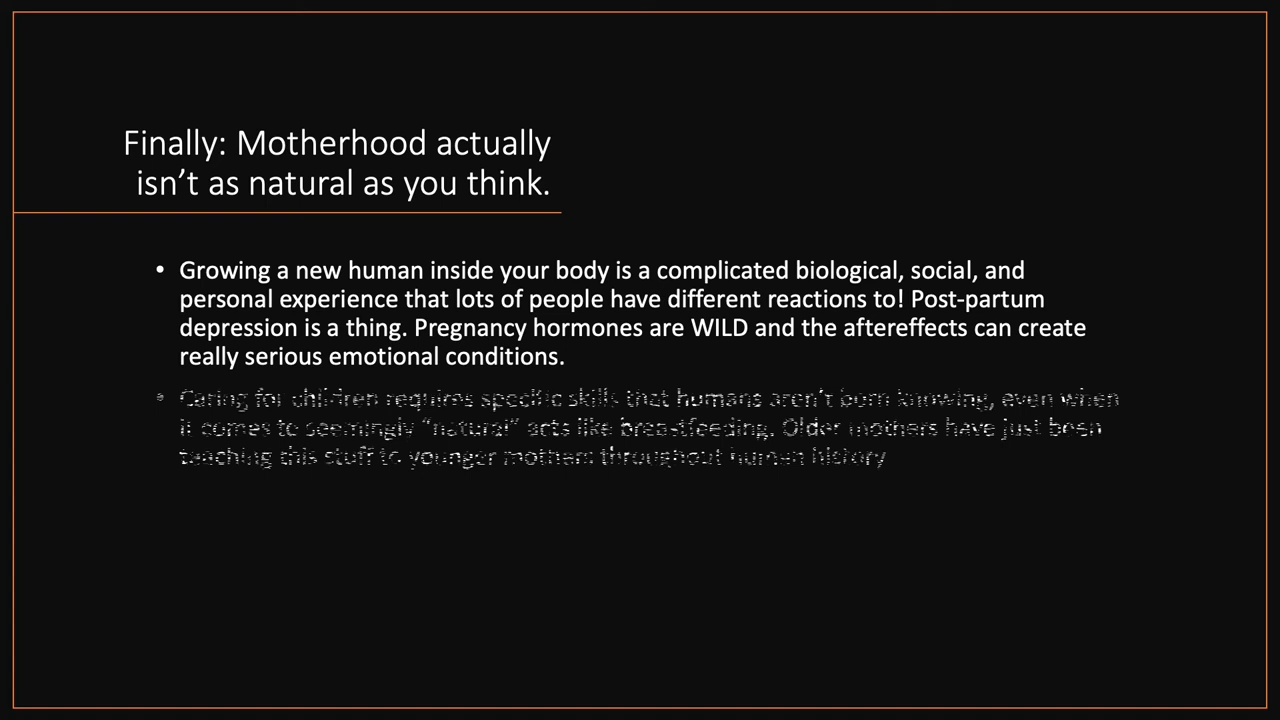 Finally: Motherhood actually
isn’t as natural as you think.
• Growing a new human inside your body is a complicated biological, social, and
personal experience that lots of people have different reactions to! Post-partum
depression is a thing. Pregnancy hormones are WILD and the aftereffects can create
really serious emotional conditions.
• Caring for children requires specific skills that humans aren’t born knowing, even when
it comes to seemingly “natural” acts like breastfeeding. Older mothers have just been
teaching this stuff to younger mothers throughout human history